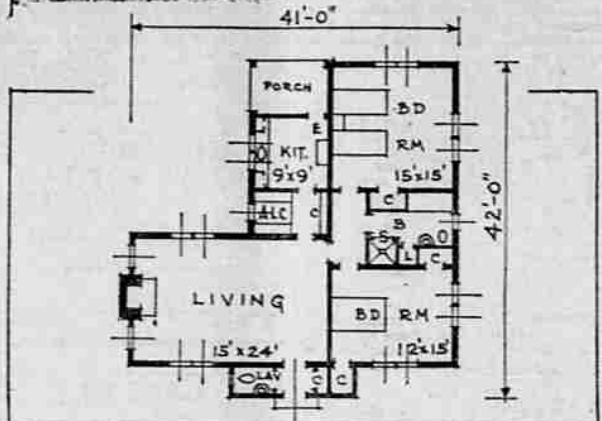 41'-0"
PORCH
BD
RM
15'x15'
E
KIT.
9'x9'
L
ALC
C
C
B
S
L
C
42'-0"
LIVING
15'x24'
BD RM
12'x15'
LAV
C
C